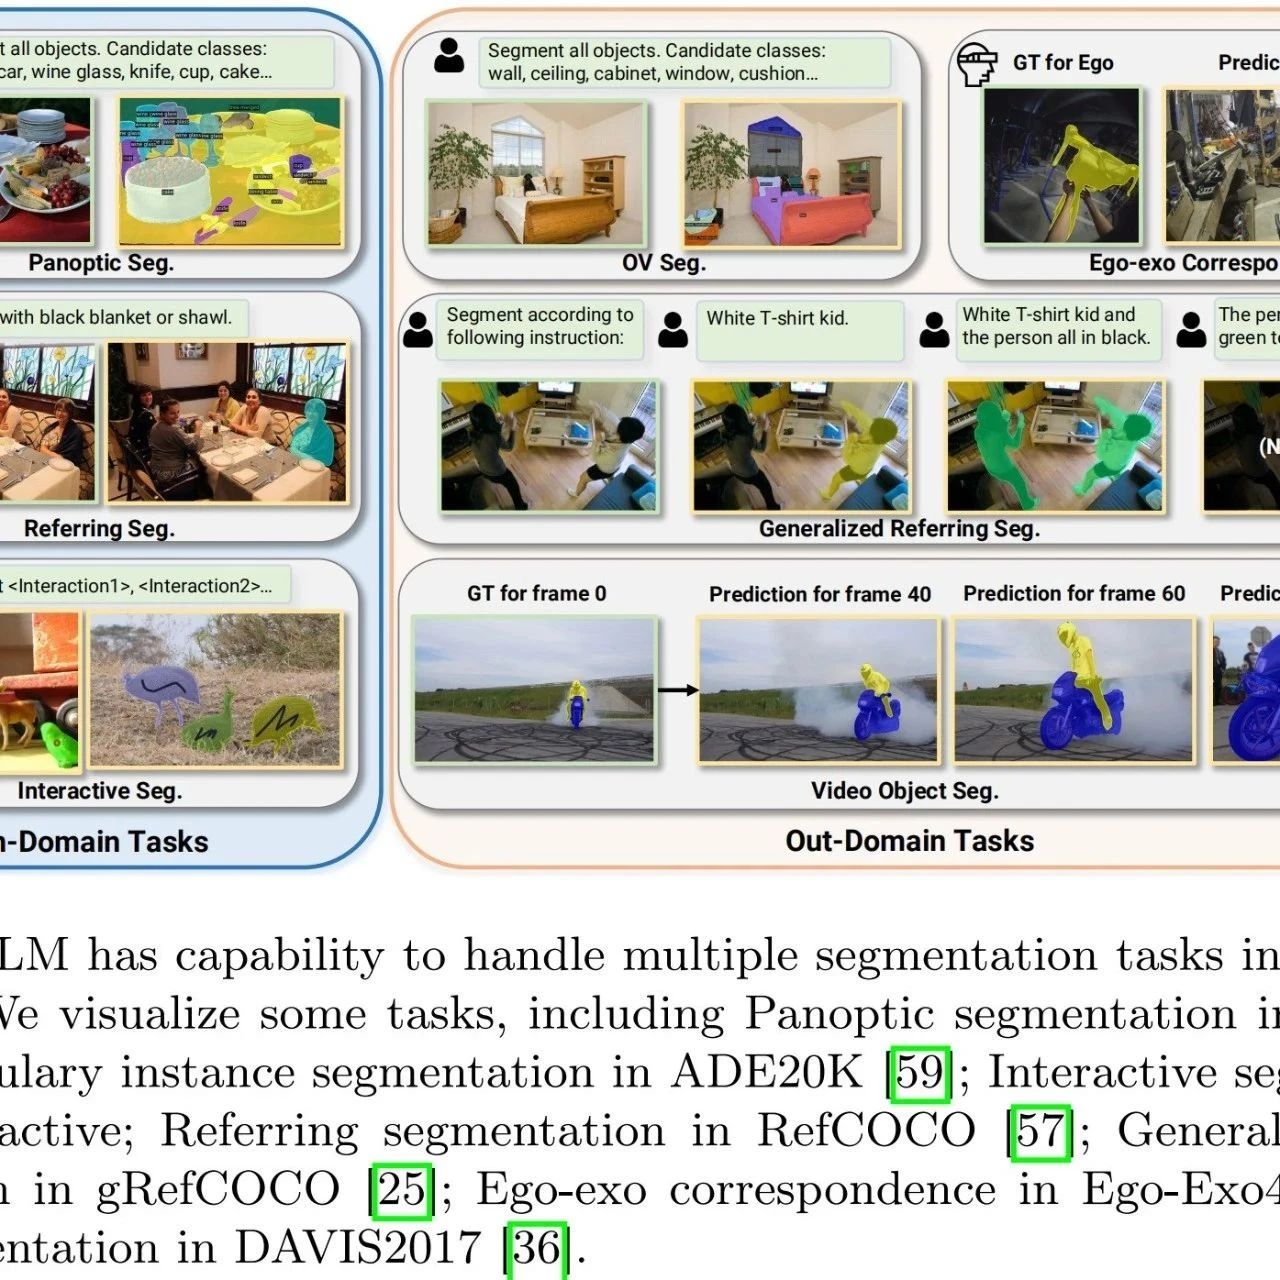 t all objects. Candidate classes:
car, wine glass, knife, cup, cake...
Panoptic Seg.
with black blanket or shawl.
Referring Seg.
t <Interaction1>, <Interaction2>...
Interactive Seg.
n-Domain Tasks
Segment all objects. Candidate classes:
wall, ceiling, cabinet, window, cushion...
OV Seg.
GT for Ego
Predic
Ego-exo Correspo
Segment according to
following instruction:
White T-shirt kid.
White T-shirt kid and
the person all in black.
The per
green to
(N
Generalized Referring Seg.
GT for frame 0
Prediction for frame 40
Prediction for frame 60
Predic
Video Object Seg.
Out-Domain Tasks
LM has capability to handle multiple segmentation tasks in
We visualize some tasks, including Panoptic segmentation in
ulary instance segmentation in ADE20K [59]; Interactive seg
active; Referring segmentation in RefCOCO [57]; General
n in gRefCOCO [25]; Ego-exo correspondence in Ego-Exo4
entation in DAVIS2017 [36].